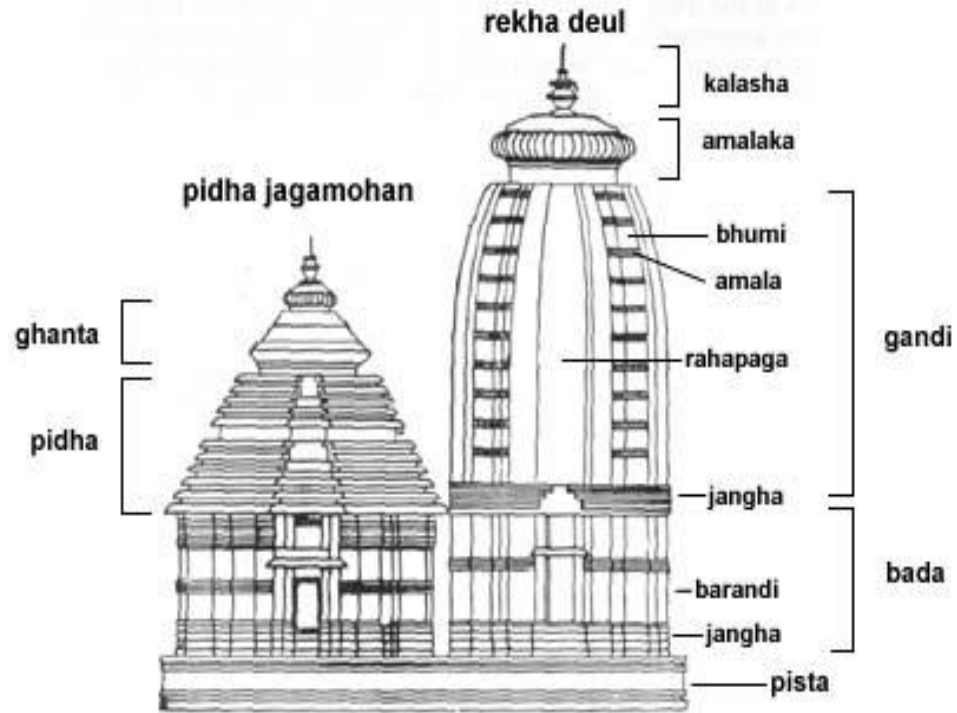 rekha deul
kalasha
amalaka
pidha jagamohan
bhumi
amala
ghanta
gandi
rahapaga
pidha
jangha
bada
barandi
jangha
pista